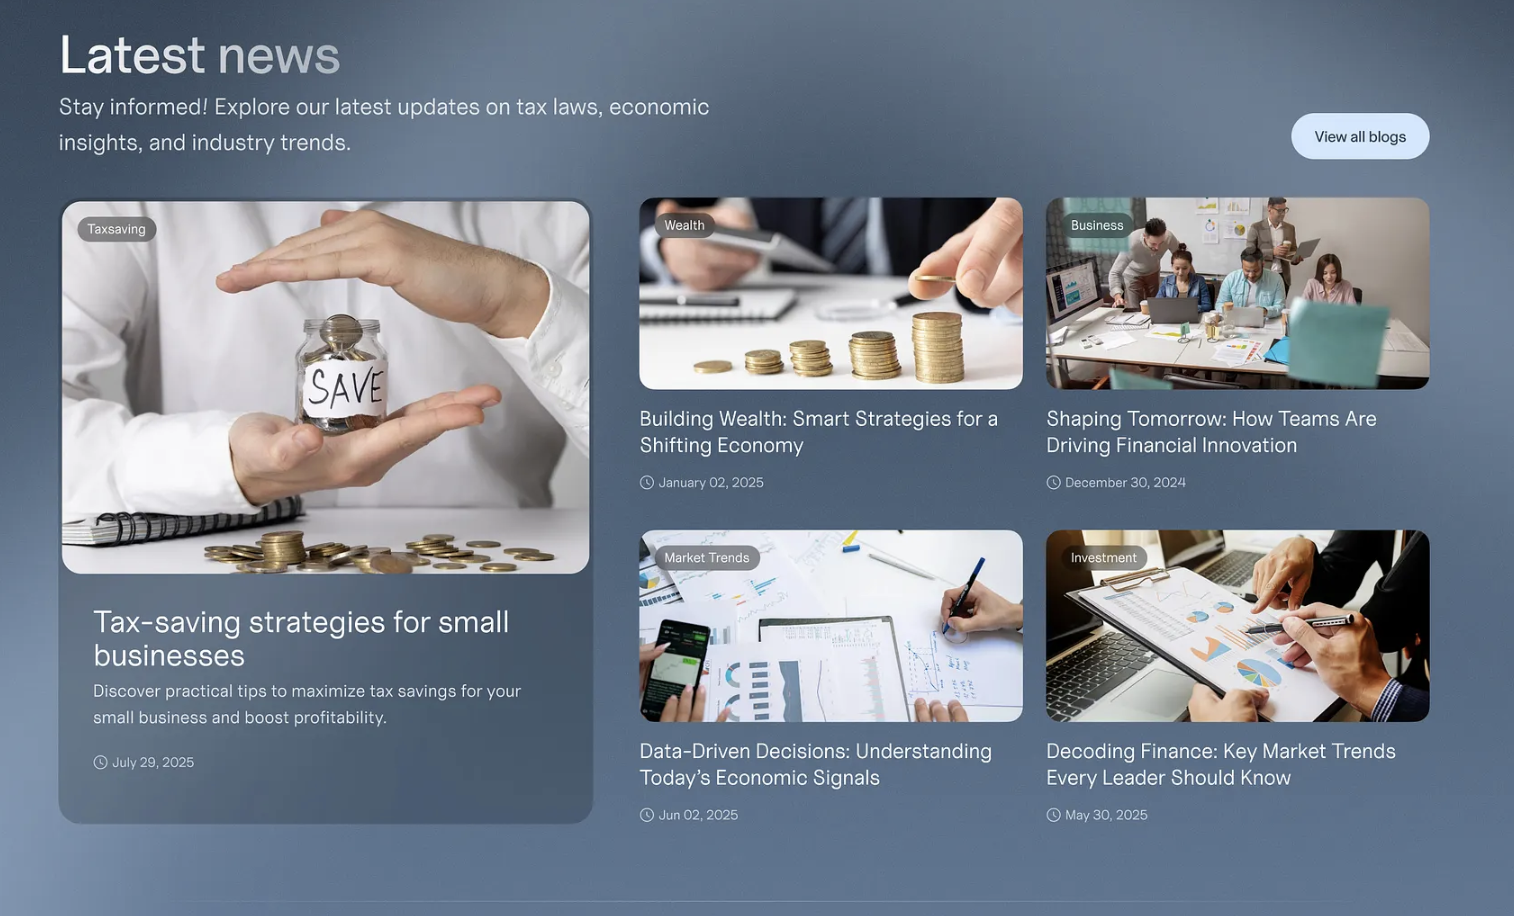 Latest news
Stay informed! Explore our latest updates on tax laws, economic
insights, and industry trends.
View all blogs
Taxsaving
SAVE
Tax-saving strategies for small
businesses
Discover practical tips to maximize tax savings for your
small business and boost profitability.
July 29, 2025
Wealth
Building Wealth: Smart Strategies for a
Shifting Economy
January 02, 2025
Business
Shaping Tomorrow: How Teams Are
Driving Financial Innovation
December 30, 2024
Market Trends
Data-Driven Decisions: Understanding
Today’s Economic Signals
Jun 02, 2025
Investment
Decoding Finance: Key Market Trends
Every Leader Should Know
May 30, 2025